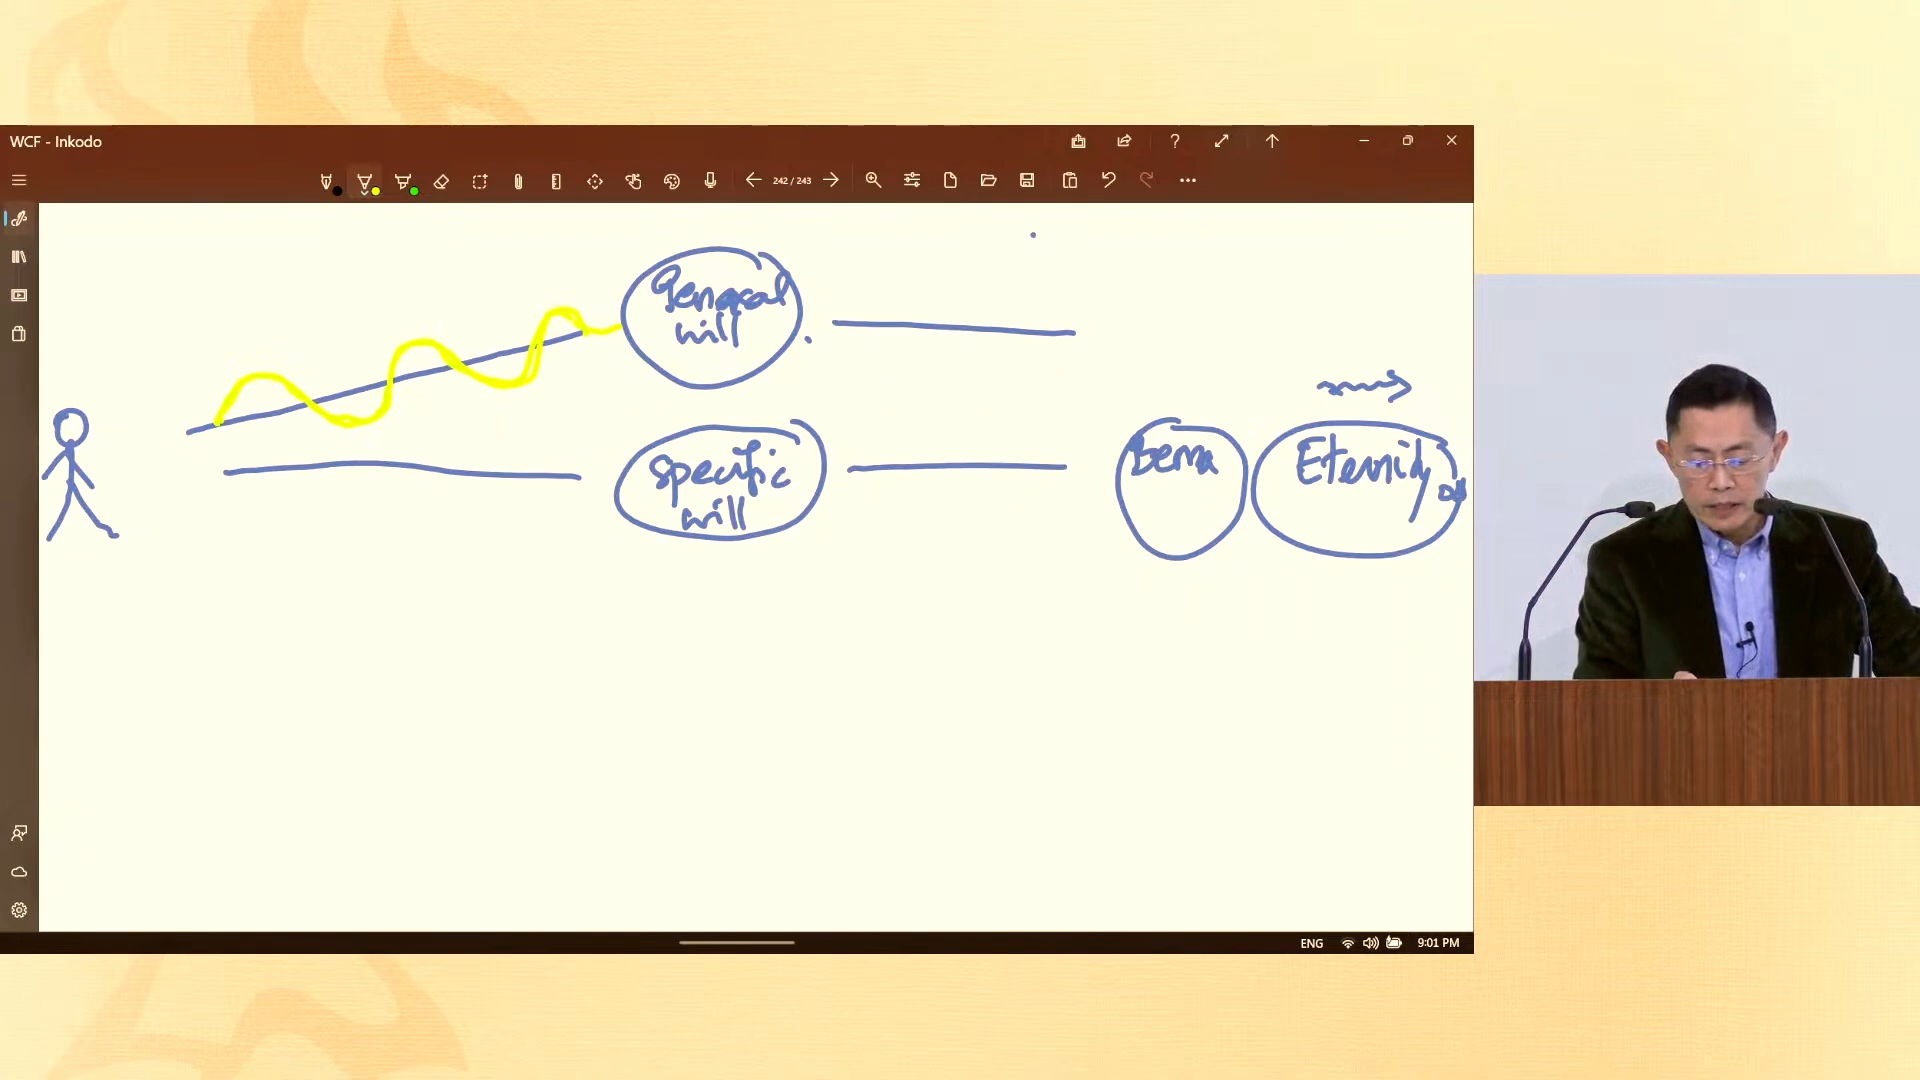 WCF - Inkodo
242 / 243
General
will
specific
will
Bema
Eternity
ENG
9:01 PM